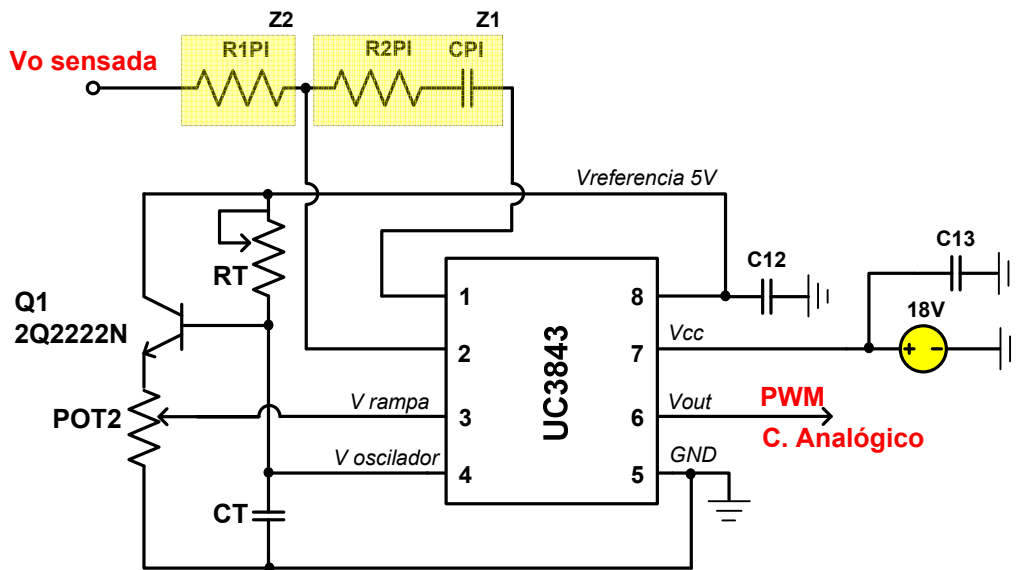 Z2
Z1
R1PI
R2PI
CPI
Vo sensada
Vreferencia 5V
RT
C12
C13
Q1
2Q2222N
1
8
18V
+ -
Vcc
2
7
UC3843
POT2
V rampa
3
6
Vout
PWM
C. Analógico
V oscilador
4
5
GND
CT